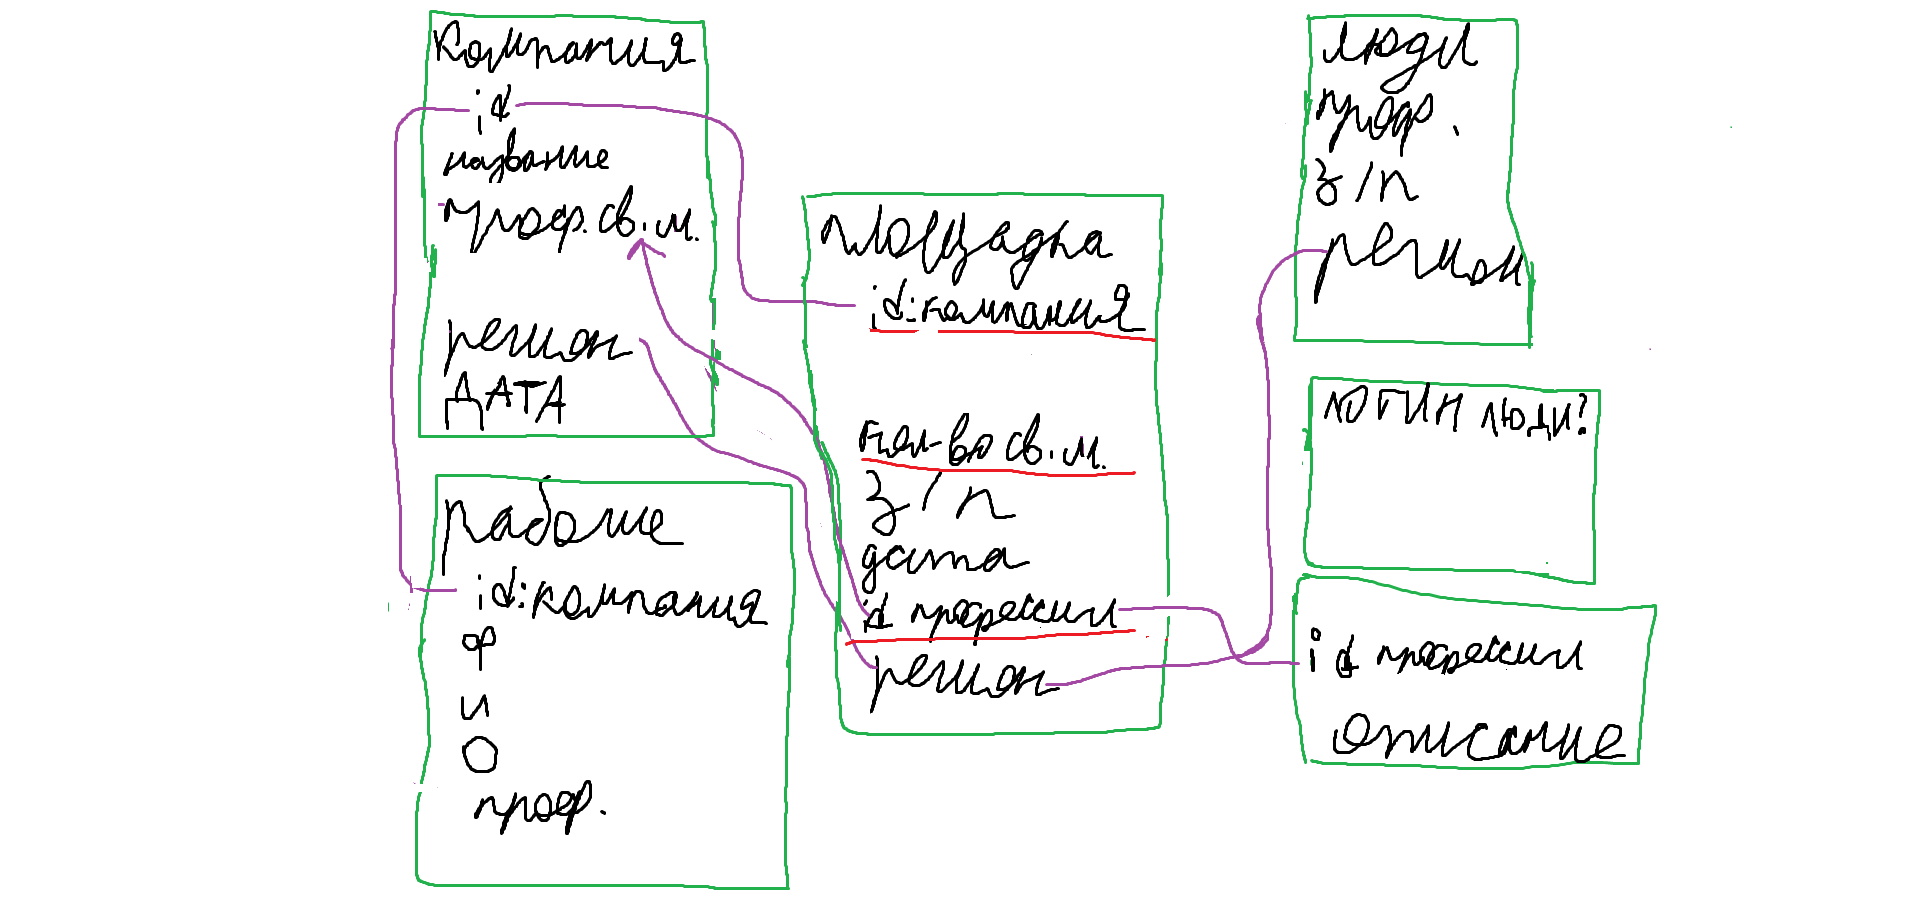 Компания
id
название
проф. св. м.
регион
ДАТА
Рабочие
id:компания
Ф
И
О
проф.
площадка
id:компания
кол-во св. м.
з/п
дата
id профессии
регион
люди
проф.
з/п
регион
ЛОГИН ЛЮДИ?
id профессии
описание